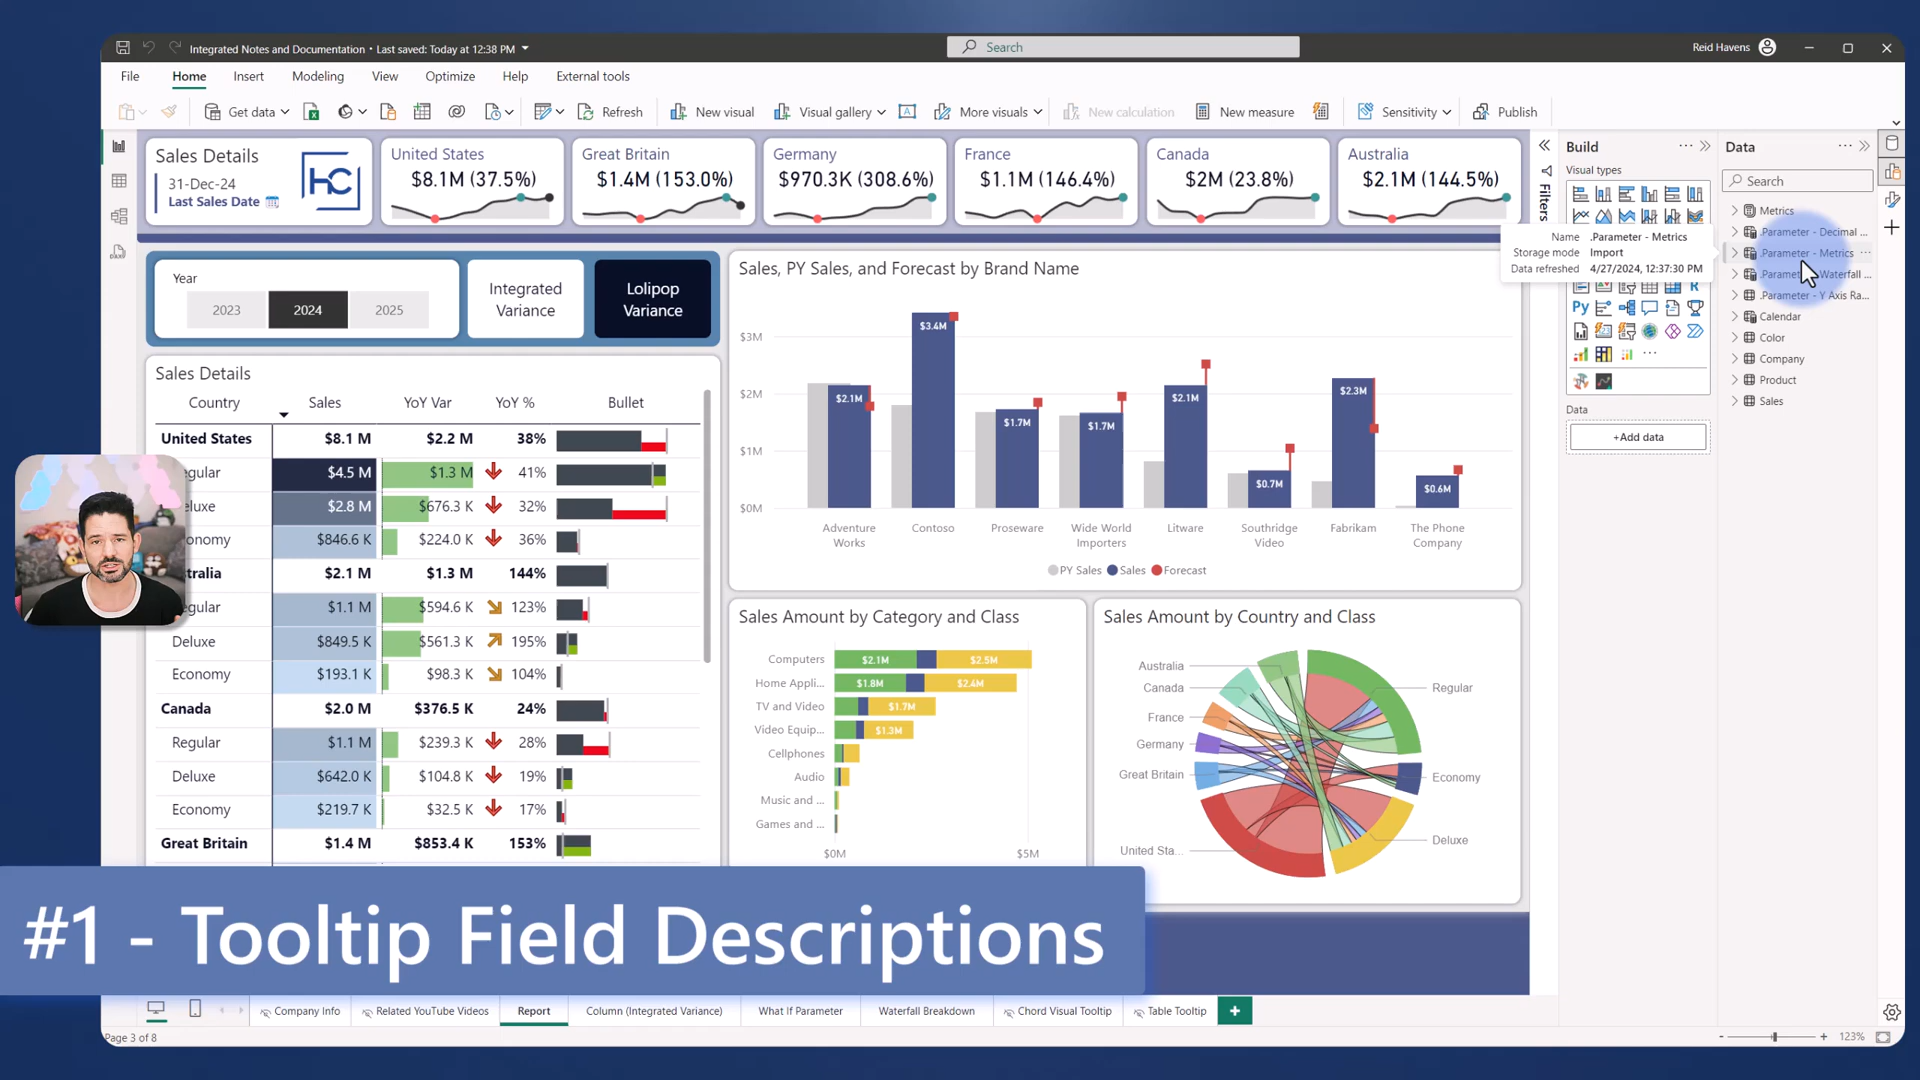 Integrated Notes and Documentation • Last saved: Today at 12:38 PM
Search
Reid Havens
File
Home
Insert
Modeling
View
Optimize
Help
External tools
Get data
Refresh
New visual
Visual gallery
More visuals
New calculation
New measure
Sensitivity
Publish
Sales Details
31-Dec-24
Last Sales Date
HC
United States
$8.1M (37.5%)
Great Britain
$1.4M (153.0%)
Germany
$970.3K (308.6%)
France
$1.1M (146.4%)
Canada
$2M (23.8%)
Australia
$2.1M (144.5%)
Filters
Build
Visual types
Data
+Add data
Data
Search
Metrics
.Parameter - Decimal ...
.Parameter - Metrics
Waterfall ...
.Parameter - Y Axis Ra...
Calendar
Color
Company
Product
Sales
Name .Parameter - Metrics
Storage mode Import
Data refreshed 4/27/2024, 12:37:30 PM
R
Py
Year
2023
2024
2025
Integrated
Variance
Lolipop
Variance
Sales Details
Country Sales YoY Var YoY % Bullet
United States $8.1 M $2.2 M 38%
egular $4.5 M $1.3 M 41%
eluxe $2.8 M $676.3 K 32%
onomy $846.6 K $224.0 K 36%
tralia $2.1 M $1.3 M 144%
egular $1.1 M $594.6 K 123%
Deluxe $849.5 K $561.3 K 195%
Economy $193.1 K $98.3 K 104%
Canada $2.0 M $376.5 K 24%
Regular $1.1 M $239.3 K 28%
Deluxe $642.0 K $104.8 K 19%
Economy $219.7 K $32.5 K 17%
Great Britain $1.4 M $853.4 K 153%
Sales, PY Sales, and Forecast by Brand Name
$3M
$2M
$1M
$0M
$2.1M
$3.4M
$1.7M
$1.7M
$2.1M
$0.7M
$2.3M
$0.6M
Adventure
Works
Contoso
Proseware
Wide World
Importers
Litware
Southridge
Video
Fabrikam
The Phone
Company
PY Sales Sales Forecast
Sales Amount by Category and Class
Computers $2.1M $2.5M
Home Appli... $1.8M $2.4M
TV and Video $1.7M
Video Equip... $1.3M
Cellphones
Audio
Music and ...
Games and ...
$0M $5M
Sales Amount by Country and Class
Australia
Canada
France
Germany
Great Britain
United Sta...
Regular
Economy
Deluxe
#1 - Tooltip Field Descriptions
Company Info
Related YouTube Videos
Report
Column (Integrated Variance)
What If Parameter
Waterfall Breakdown
Chord Visual Tooltip
Table Tooltip
Page 3 of 8
123%